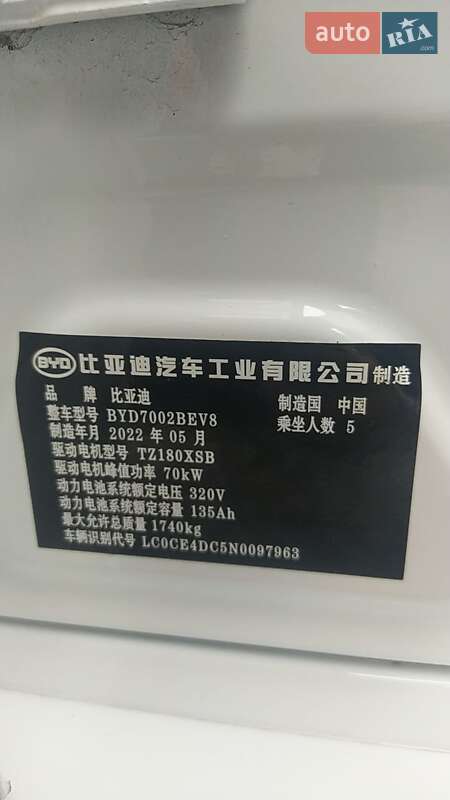 auto RIA .com
BYD 比亚迪汽车工业有限公司制造
品 牌 比亚迪 制造国 中国
整车型号 BYD7002BEV8 乘坐人数 5
制造年月 2022 年 05 月
驱动电机型号 TZ180XSB
驱动电机峰值功率 70kW
动力电池系统额定电压 320V
动力电池系统额定容量 135Ah
最大允许总质量 1740kg
车辆识别代号 LC0CE4DC5N0097963